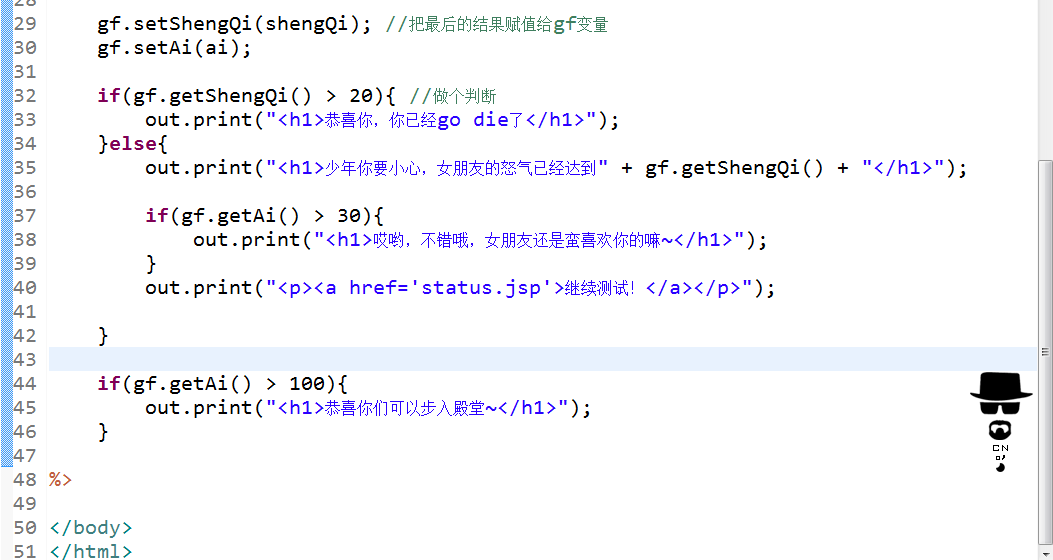 28
29 gf.setShengQi(shengQi); //把最后的结果赋值给gf变量
30 gf.setAi(ai);
31
32 if(gf.getShengQi() > 20){ //做个判断
33 out.print("<h1>恭喜你，你已经go die了</h1>");
34 }else{
35 out.print("<h1>少年你要小心，女朋友的怒气已经达到" + gf.getShengQi() + "</h1>");
36
37 if(gf.getAi() > 30){
38 out.print("<h1>哎哟，不错哦，女朋友还是蛮喜欢你的嘛~</h1>");
39 }
40 out.print("<p><a href='status.jsp'>继续测试！</a></p>");
41
42 }
43
44 if(gf.getAi() > 100){
45 out.print("<h1>恭喜你们可以步入殿堂~</h1>");
46 }
47
48 %>
49
50 </body>
51 </html>
CN